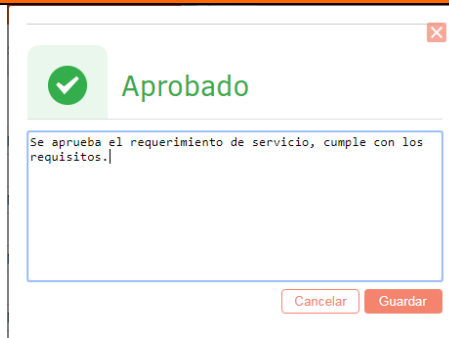 Aprobado
Se aprueba el requerimiento de servicio, cumple con los
requisitos.
Cancelar
Guardar